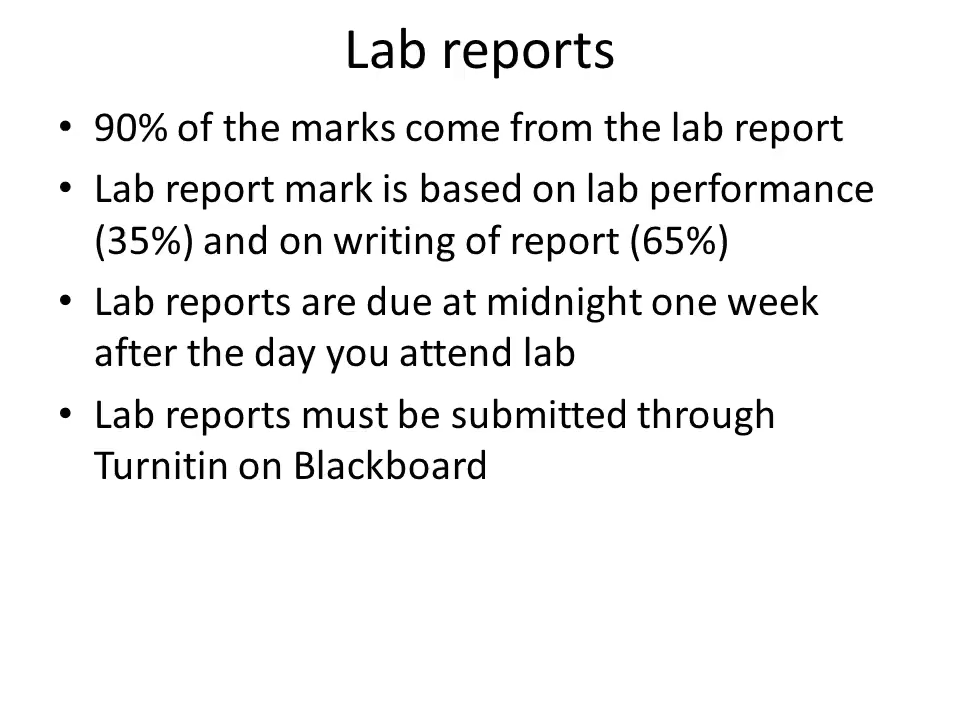 Lab reports
• 90% of the marks come from the lab report
• Lab report mark is based on lab performance
(35%) and on writing of report (65%)
• Lab reports are due at midnight one week
after the day you attend lab
• Lab reports must be submitted through
Turnitin on Blackboard